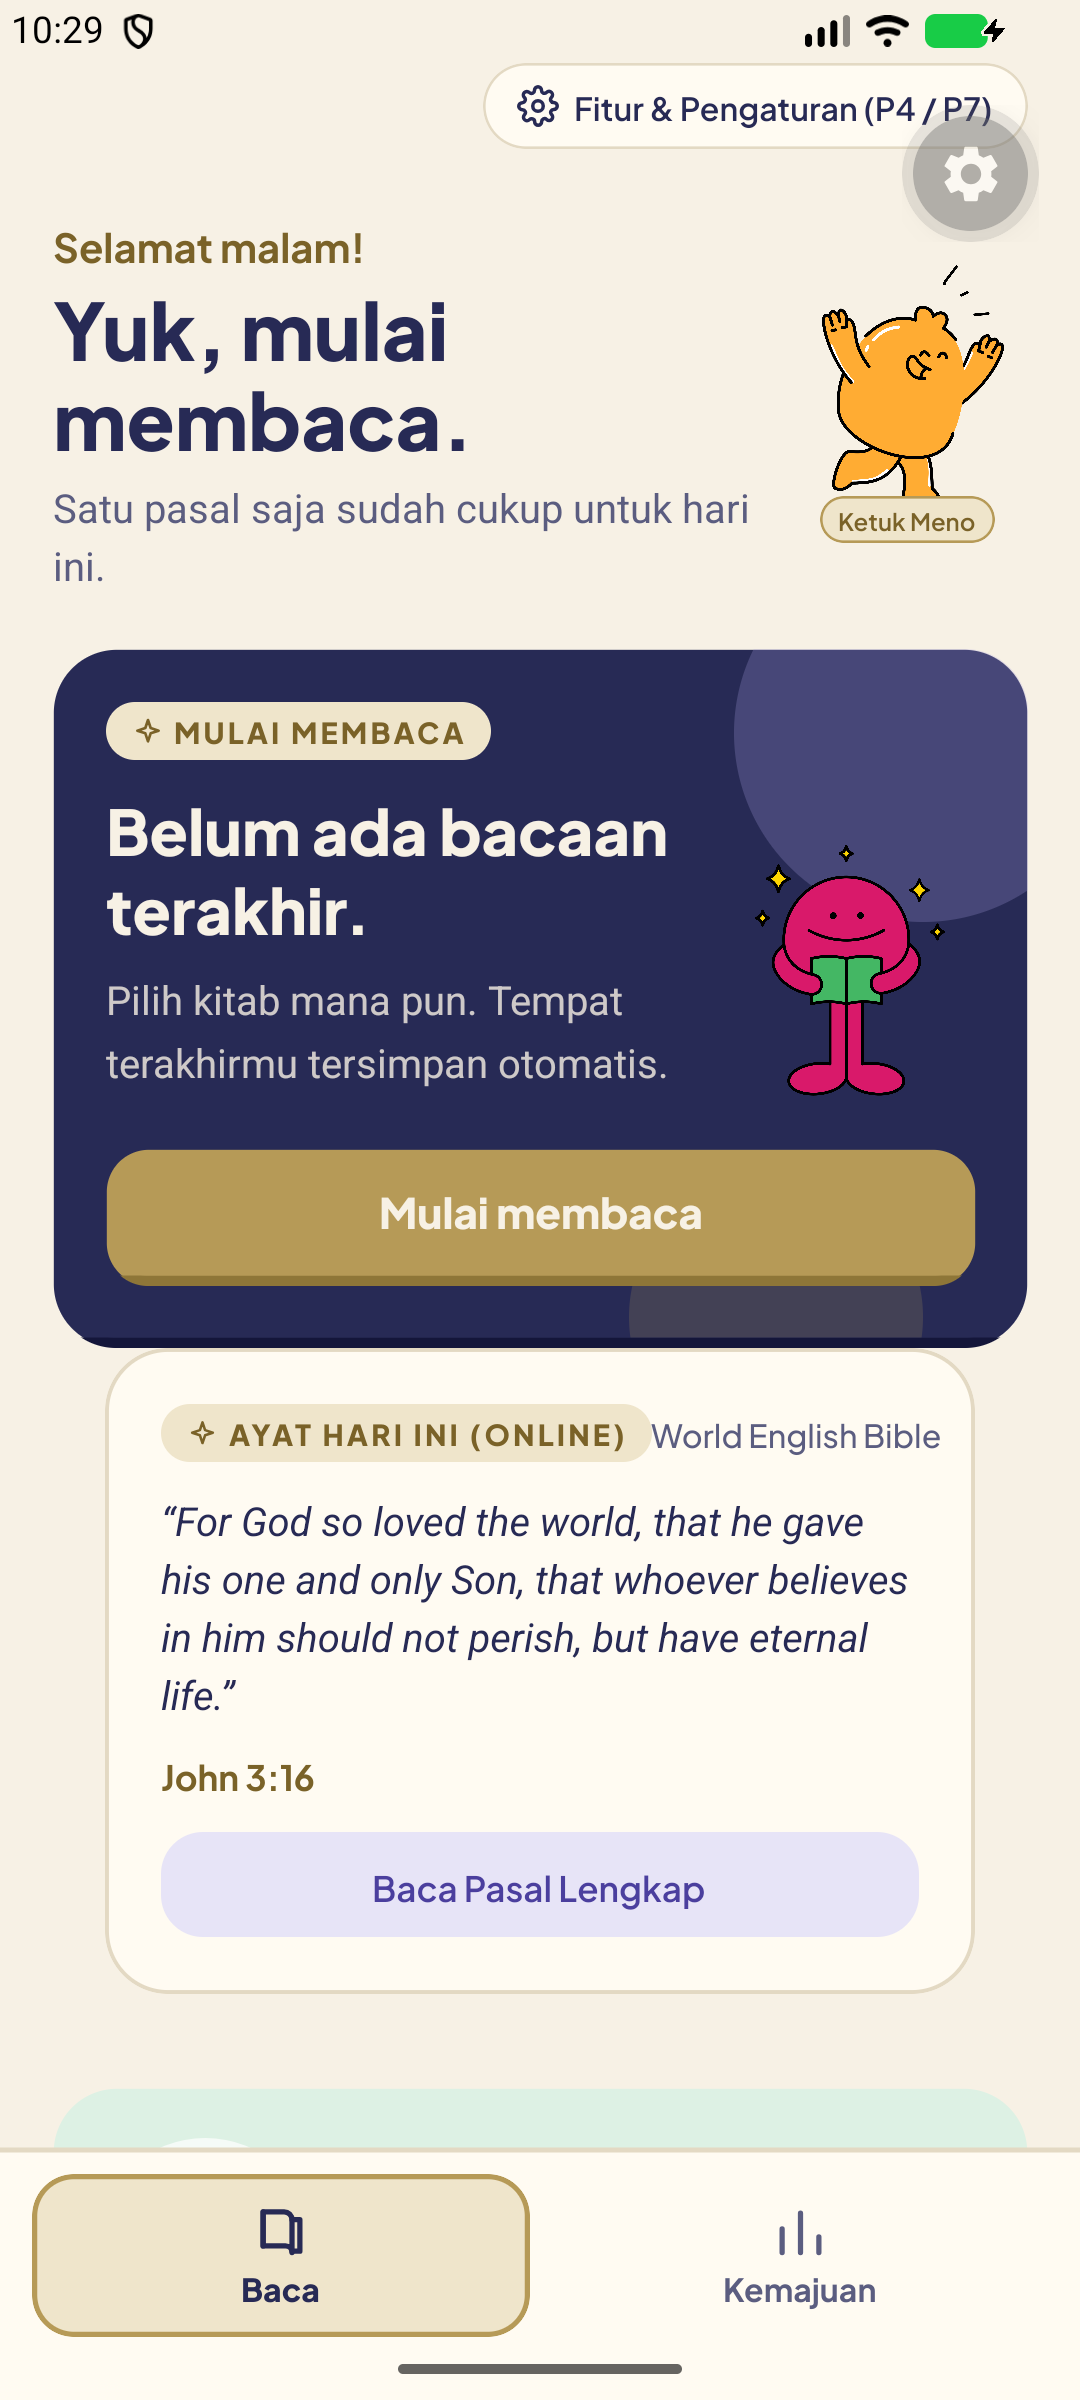 10:29
Fitur & Pengaturan (P4 / P7)
Selamat malam!
Yuk, mulai
membaca.
Satu pasal saja sudah cukup untuk hari
ini.
Ketuk Meno
MULAI MEMBACA
Belum ada bacaan
terakhir.
Pilih kitab mana pun. Tempat
terakhirmu tersimpan otomatis.
Mulai membaca
AYAT HARI INI (ONLINE) World English Bible
“For God so loved the world, that he gave
his one and only Son, that whoever believes
in him should not perish, but have eternal
life.”
John 3:16
Baca Pasal Lengkap
Baca
Kemajuan